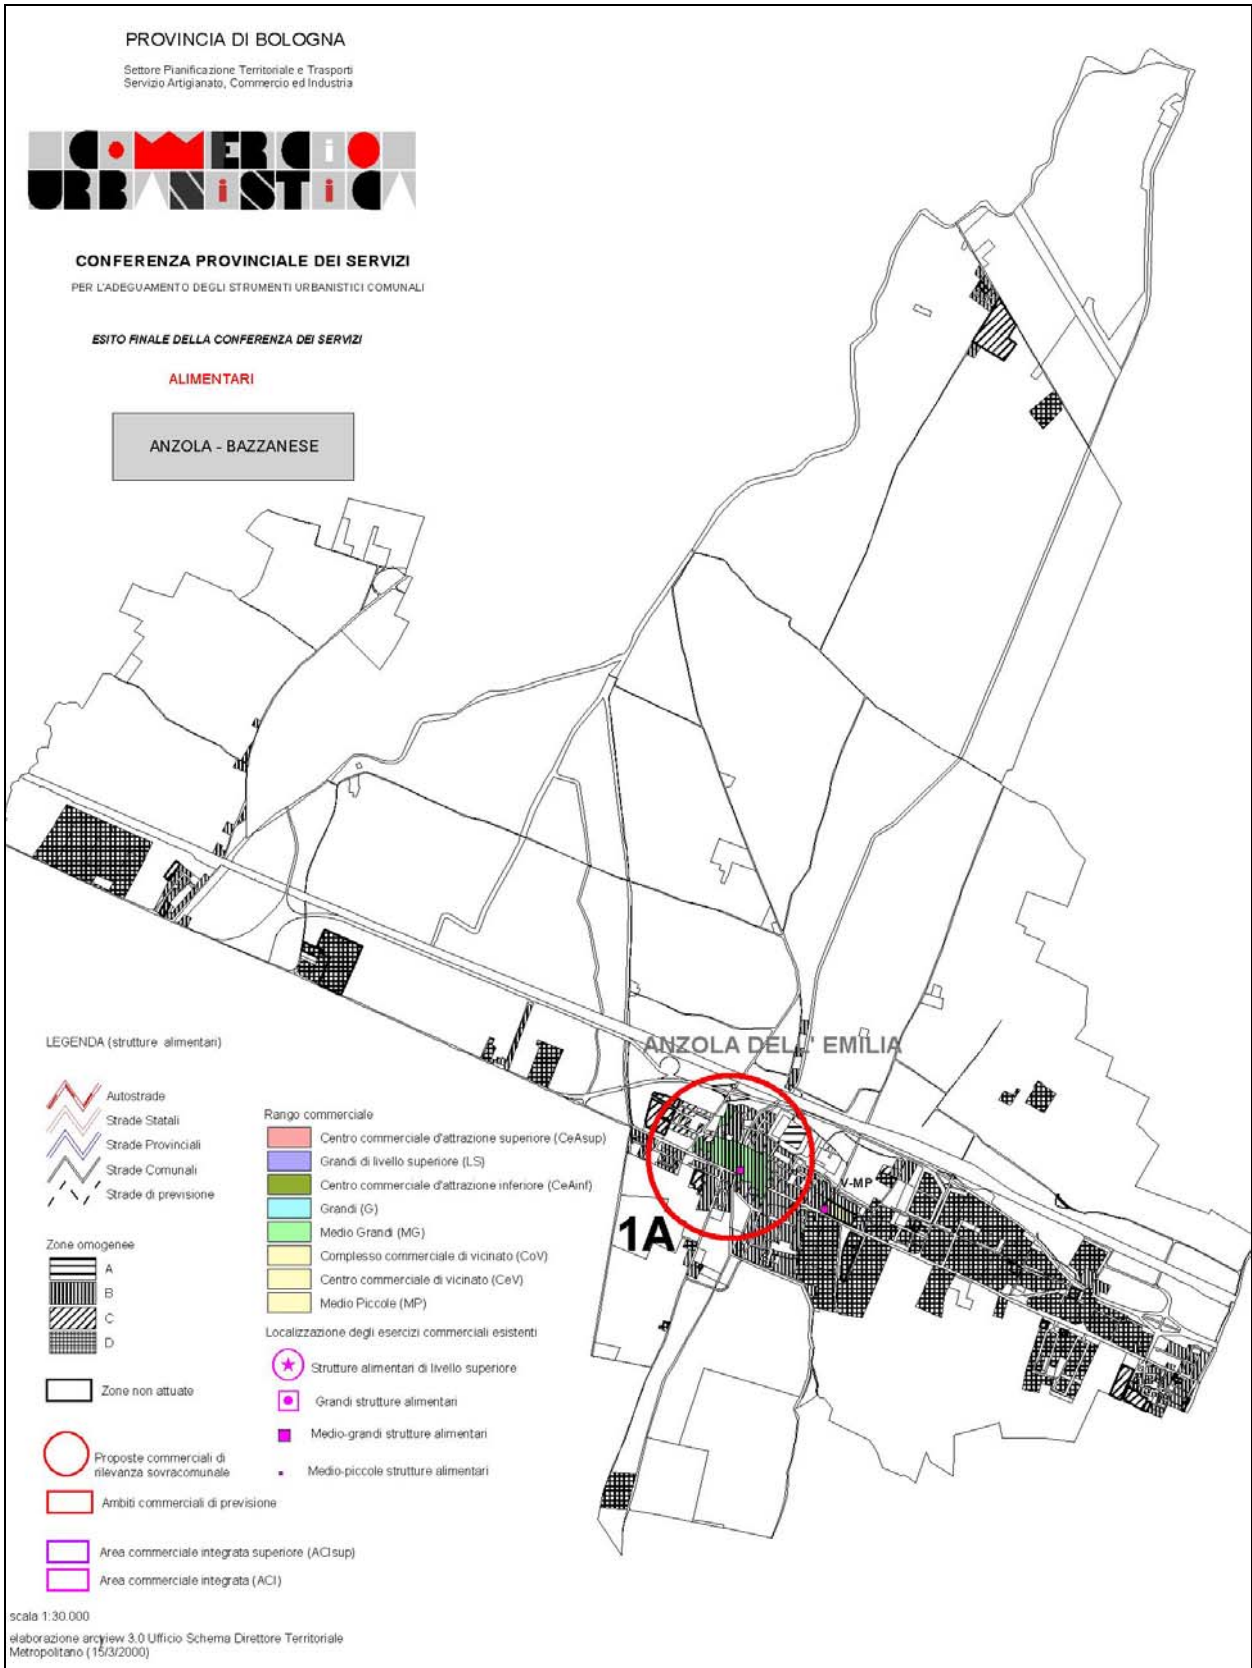 PROVINCIA DI BOLOGNA
Settore Pianificazione Territoriale e Trasporti
Servizio Artigianato, Commercio ed Industria
COMMERCIO
URBANISTICA
CONFERENZA PROVINCIALE DEI SERVIZI
PER L'ADEGUAMENTO DEGLI STRUMENTI URBANISTICI COMUNALI
ESITO FINALE DELLA CONFERENZA DEI SERVIZI
ALIMENTARI
ANZOLA - BAZZANESE
ANZOLA DELL' EMILIA
V-MP
1A
LEGENDA (strutture alimentari)
Autostrade
Strade Statali
Strade Provinciali
Strade Comunali
Strade di previsione
Zone omogenee
A
B
C
D
Zone non attuate
Proposte commerciali di
rilevanza sovracomunale
Ambiti commerciali di previsione
Area commerciale integrata superiore (ACIsup)
Area commerciale integrata (ACI)
Rango commerciale
Centro commerciale d'attrazione superiore (CeAsup)
Grandi di livello superiore (LS)
Centro commerciale d'attrazione inferiore (CeAinf)
Grandi (G)
Medio Grandi (MG)
Complesso commerciale di vicinato (CoV)
Centro commerciale di vicinato (CeV)
Medio Piccole (MP)
Localizzazione degli esercizi commerciali esistenti
Strutture alimentari di livello superiore
Grandi strutture alimentari
Medio-grandi strutture alimentari
Medio-piccole strutture alimentari
scala 1:30.000
elaborazione arcview 3.0 Ufficio Schema Direttore Territoriale
Metropolitano (15/3/2000)